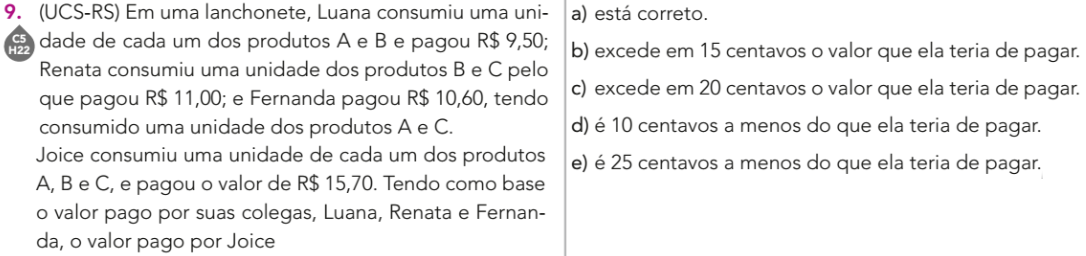 9. (UCS-RS) Em uma lanchonete, Luana consumiu uma uni-
C5
H22
dade de cada um dos produtos A e B e pagou R$ 9,50;
Renata consumiu uma unidade dos produtos B e C pelo
que pagou R$ 11,00; e Fernanda pagou R$ 10,60, tendo
consumido uma unidade dos produtos A e C.
Joice consumiu uma unidade de cada um dos produtos
A, B e C, e pagou o valor de R$ 15,70. Tendo como base
o valor pago por suas colegas, Luana, Renata e Fernan-
da, o valor pago por Joice
a) está correto.
b) excede em 15 centavos o valor que ela teria de pagar.
c) excede em 20 centavos o valor que ela teria de pagar.
d) é 10 centavos a menos do que ela teria de pagar.
e) é 25 centavos a menos do que ela teria de pagar.